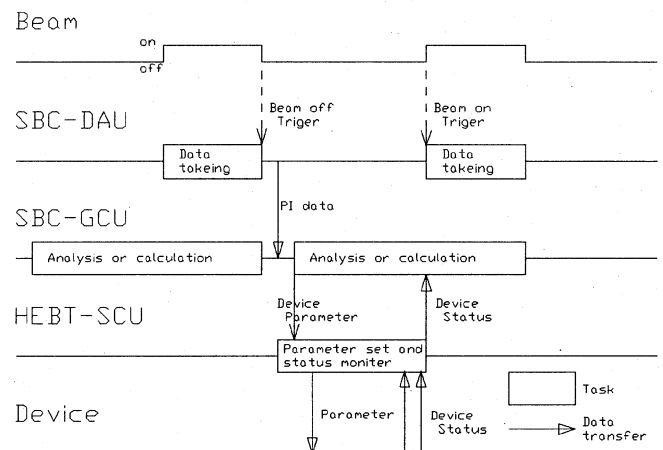 Beam
on
off
Beam off
Triger
Beam on
Triger
SBC-DAU
Data
takeing
Data
takeing
PI data
SBC-GCU
Analysis or calculation
Analysis or calculation
Device
Parameter
Device
Status
HEBT-SCU
Parameter set and
status moniter
Device
Parameter
Device
Status
Task
Data
transfer